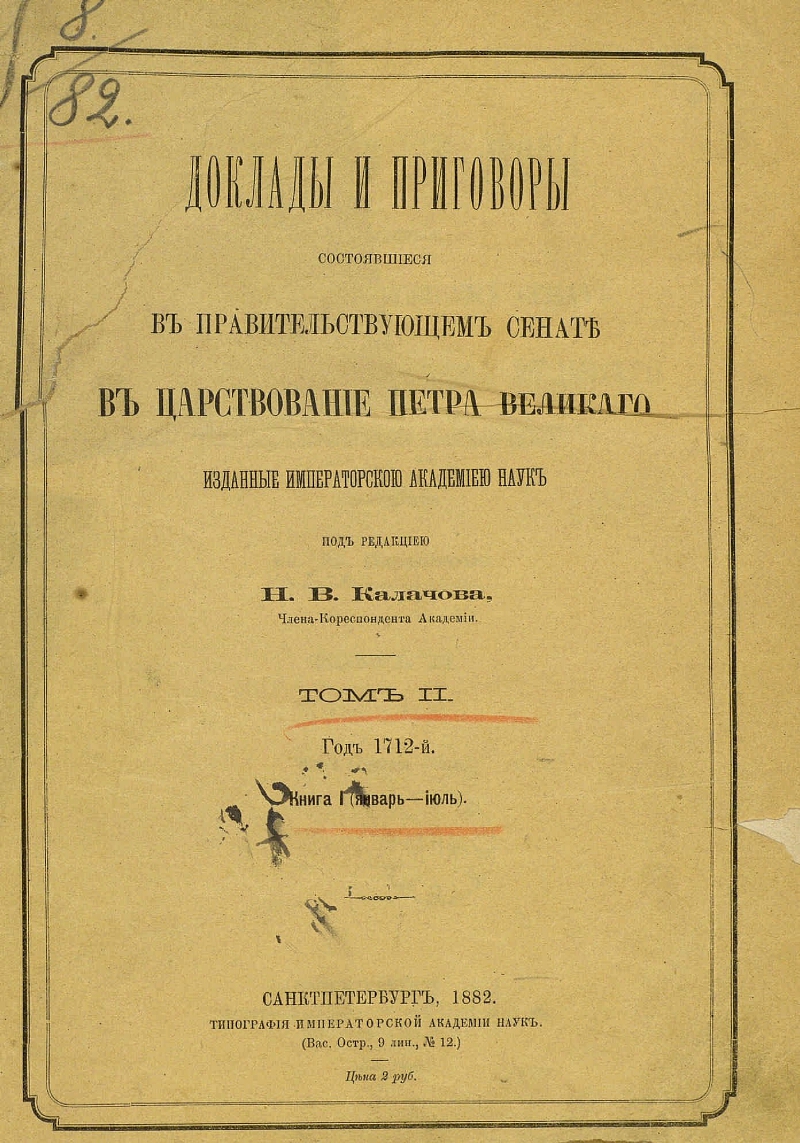 8.
82.
ДОКЛАДЫ И ПРИГОВОРЫ
СОСТОЯВШІЕСЯ
ВЪ ПРАВИТЕЛЬСТВУЮЩЕМЪ СЕНАТѢ
ВЪ ЦАРСТВОВАНІЕ ПЕТРА ВЕЛИКАГО
ИЗДАННЫЕ ИМПЕРАТОРСКОЮ АКАДЕМІЕЮ НАУКЪ
ПОДЪ РЕДАКЦІЕЮ
Н. В. Калачова,
Члена-Кореспондента Академіи.
ТОМЪ II.
Годъ 1712-й.
Книга I (январь—іюль).
САНКТПЕТЕРБУРГЪ, 1882.
ТИПОГРАФІЯ ИМПЕРАТОРСКОЙ АКАДЕМІИ НАУКЪ.
(Вас. Остр., 9 лин., № 12.)
Цѣна 2 руб.